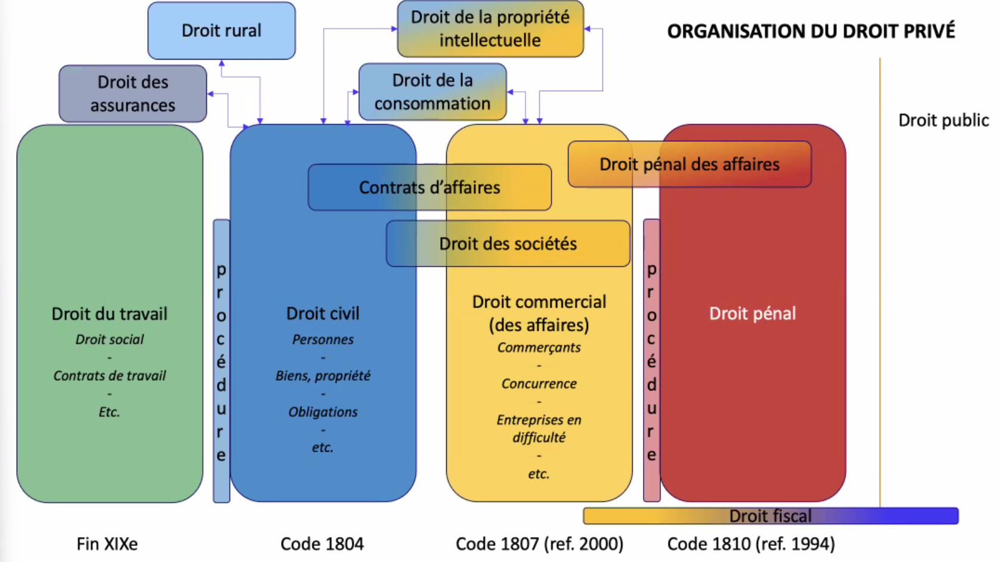 ORGANISATION DU DROIT PRIVÉ
Droit rural
Droit de la propriété
intellectuelle
Droit des
assurances
Droit de la
consommation
Droit public
Droit pénal des affaires
Contrats d’affaires
Droit des sociétés
Droit du travail
Droit social
-
Contrats de travail
-
Etc.
procédure
Droit civil
Personnes
-
Biens, propriété
-
Obligations
-
etc.
Droit commercial
(des affaires)
Commerçants
-
Concurrence
-
Entreprises en
difficulté
-
etc.
procédure
Droit pénal
Droit fiscal
Fin XIXe
Code 1804
Code 1807 (ref. 2000)
Code 1810 (ref. 1994)